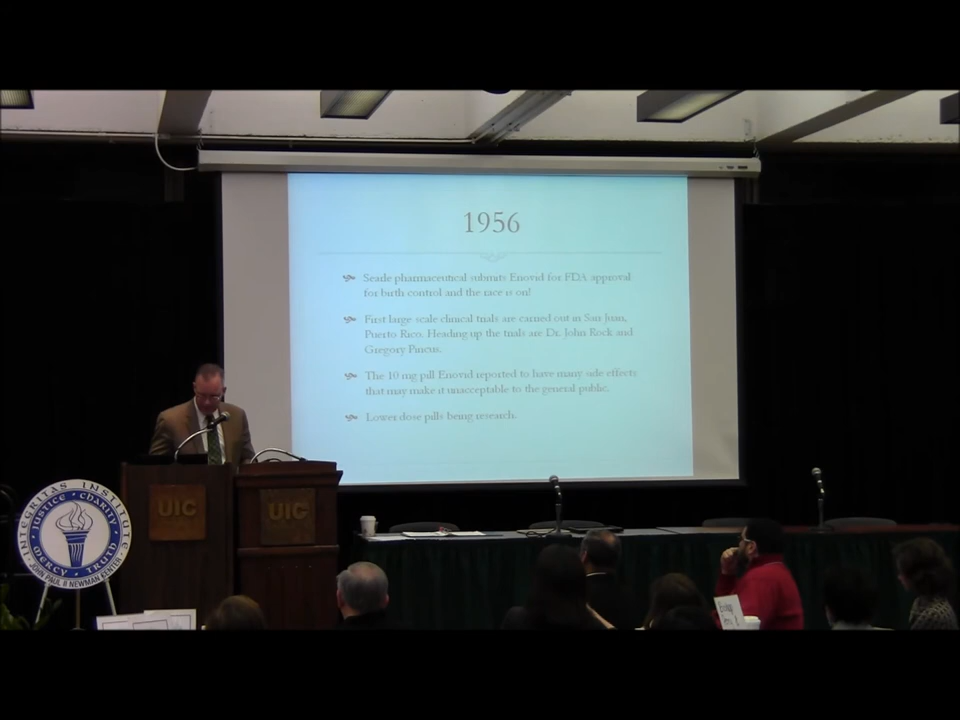 1956
Searle pharmaceutical submits Enovid for FDA approval
for birth control and the race is on!
First large-scale clinical trials are carried out in San Juan,
Puerto Rico. Heading up the trials are Dr. John Rock and
Gregory Pincus.
The 10 mg pill Enovid reported to have many side effects
that may make it unacceptable to the general public.
Lower dose pills being research.
UIC
UIC
INTEGRITAS INSTITUTE
JUSTICE CHARITY
MERCY TRUTH
JOHN PAUL II NEWMAN CENTER